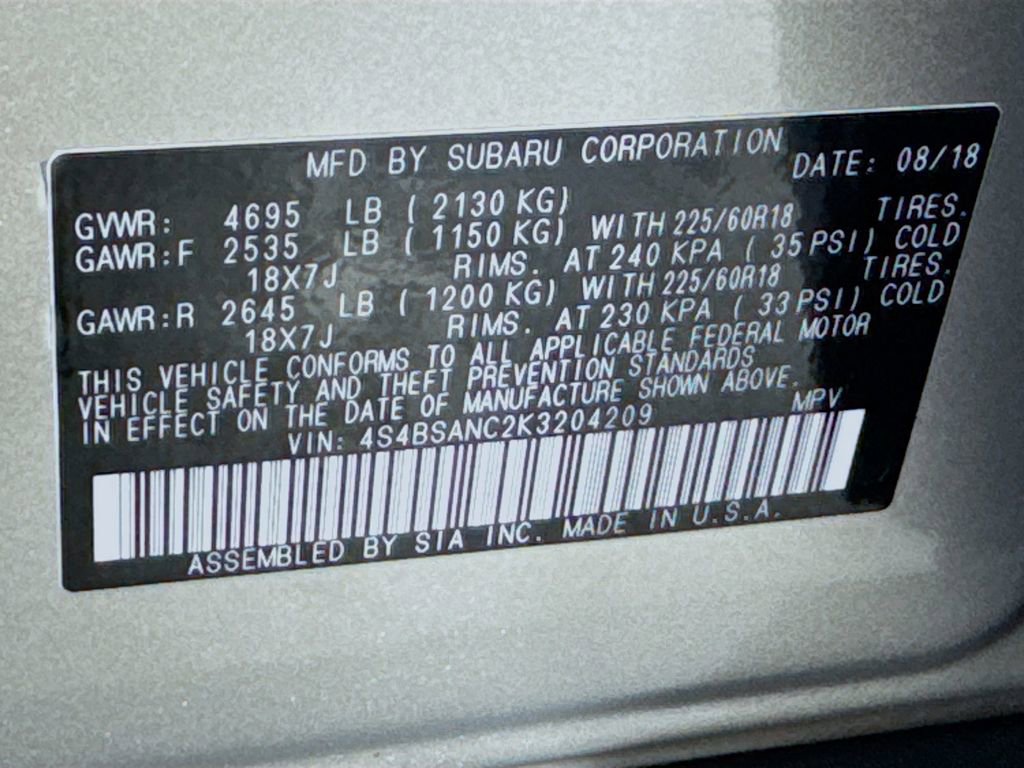 MFD BY SUBARU CORPORATION DATE: 08/18
GVWR: 4695 LB ( 2130 KG)
GAWR:F 2535 LB ( 1150 KG) WITH 225/60R18 TIRES.
18X7J RIMS. AT 240 KPA ( 35 PSI) COLD
GAWR:R 2645 LB ( 1200 KG) WITH 225/60R18 TIRES.
18X7J RIMS. AT 230 KPA ( 33 PSI) COLD
THIS VEHICLE CONFORMS TO ALL APPLICABLE FEDERAL MOTOR
VEHICLE SAFETY AND THEFT PREVENTION STANDARDS
IN EFFECT ON THE DATE OF MANUFACTURE SHOWN ABOVE.
VIN: 4S4BSANC2K3204209 MPV
ASSEMBLED BY SIA INC. MADE IN U.S.A.